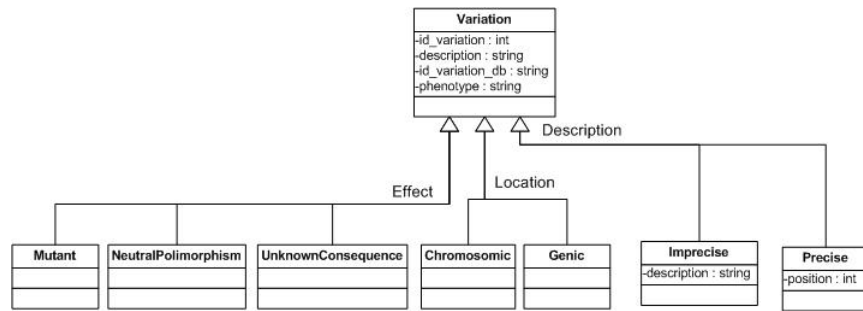 Variation
-id_variation : int
-description : string
-id_variation_db : string
-phenotype : string
Description
Effect
Location
Mutant
NeutralPolimorphism
UnknownConsequence
Chromosomic
Genic
Imprecise
-description : string
Precise
-position : int